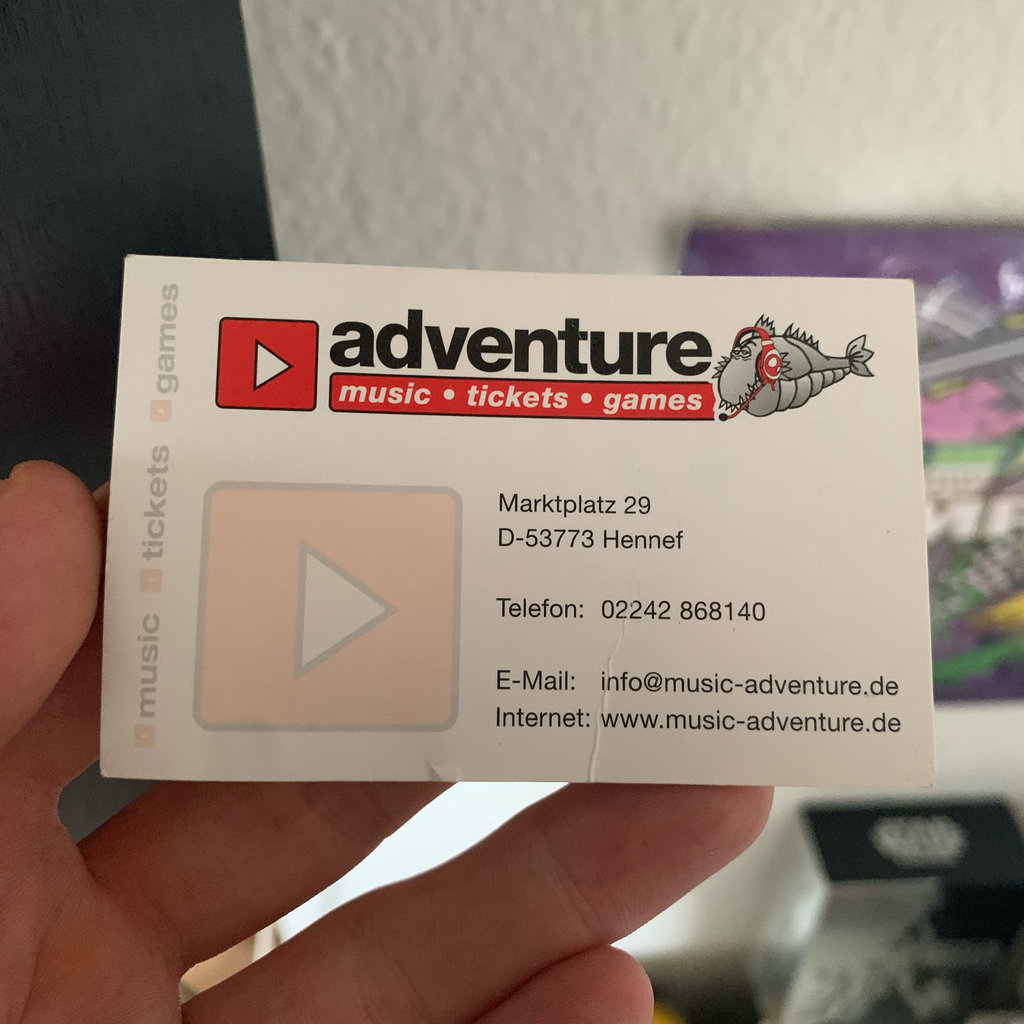 adventure
music • tickets • games
music tickets games
Marktplatz 29
D-53773 Hennef
Telefon: 02242 868140
E-Mail: info@music-adventure.de
Internet: www.music-adventure.de